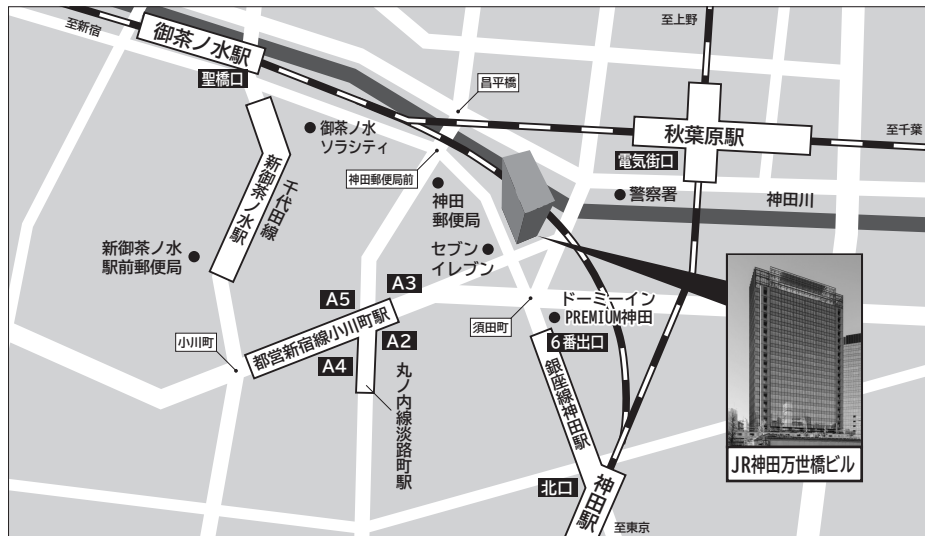 至新宿
御茶ノ水駅
聖橋口
至上野
昌平橋
御茶ノ水
ソラシティ
秋葉原駅
至千葉
電気街口
神田郵便局前
新御茶ノ水駅
千代田線
神田
郵便局
警察署
神田川
新御茶ノ水
駅前郵便局
セブン
イレブン
A3
A5
ドーミーイン
PREMIUM神田
須田町
小川町
都営新宿線小川町駅
A2
A4
6番出口
丸ノ内線淡路町駅
銀座線神田駅
JR神田万世橋ビル
北口
神田駅
至東京